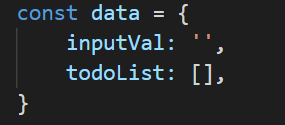 const data = {
    inputVal: '',
    todoList: [],
}